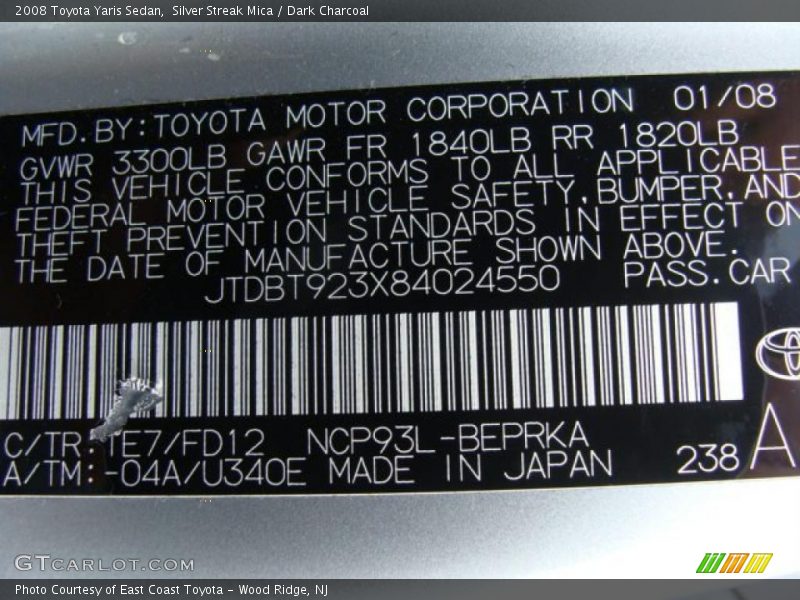 2008 Toyota Yaris Sedan,  Silver Streak Mica / Dark Charcoal
MFD.BY:TOYOTA MOTOR CORPORATION 01/08
GVWR 3300LB GAWR FR 1840LB RR 1820LB
THIS VEHICLE CONFORMS TO ALL APPLICABLE
FEDERAL MOTOR VEHICLE SAFETY,BUMPER,AND
THEFT PREVENTION STANDARDS IN EFFECT ON
THE DATE OF MANUFACTURE SHOWN ABOVE.
JTDBT923X84024550 PASS.CAR
C/TR:1E7/FD12 NCP93L-BEPRKA
A/TM:-04A/U340E MADE IN JAPAN 238 A
GTCARLOT.COM
Photo Courtesy of East Coast Toyota - Wood Ridge, NJ